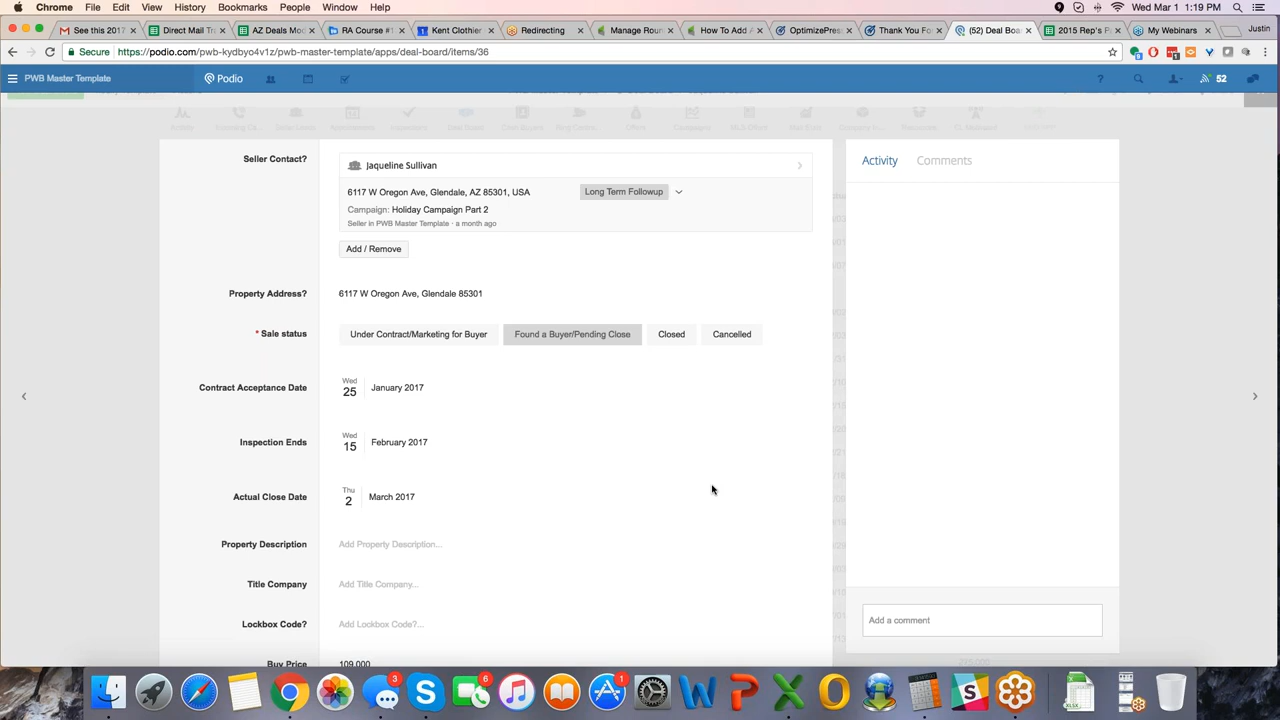 Chrome File Edit View History Bookmarks People Window Help Wed Mar 1 1:19 PM
See this 2017 Direct Mail Tra AZ Deals Mod RA Course #1 Kent Clothier Redirecting Manage Roun How To Add A OptimizePres Thank You Fo (52) Deal Boa 2015 Rep's P My Webinars Justin
Secure https://podio.com/pwb-kydbyo4v1z/pwb-master-template/apps/deal-board/items/36
PWB Master Template Podio ? 52
Activity
Seller Contact? Jaqueline Sullivan
6117 W Oregon Ave, Glendale, AZ 85301, USA Long Term Followup
Campaign: Holiday Campaign Part 2
Seller in PWB Master Template · a month ago
Add / Remove
Property Address? 6117 W Oregon Ave, Glendale 85301
* Sale status Under Contract/Marketing for Buyer Found a Buyer/Pending Close Closed Cancelled
Contract Acceptance Date Wed 25 January 2017
Inspection Ends Wed 15 February 2017
Actual Close Date Thu 2 March 2017
Property Description Add Property Description...
Title Company Add Title Company...
Lockbox Code? Add Lockbox Code?...
Buy Price 109,000
Activity Comments
Add a comment
3 6 1